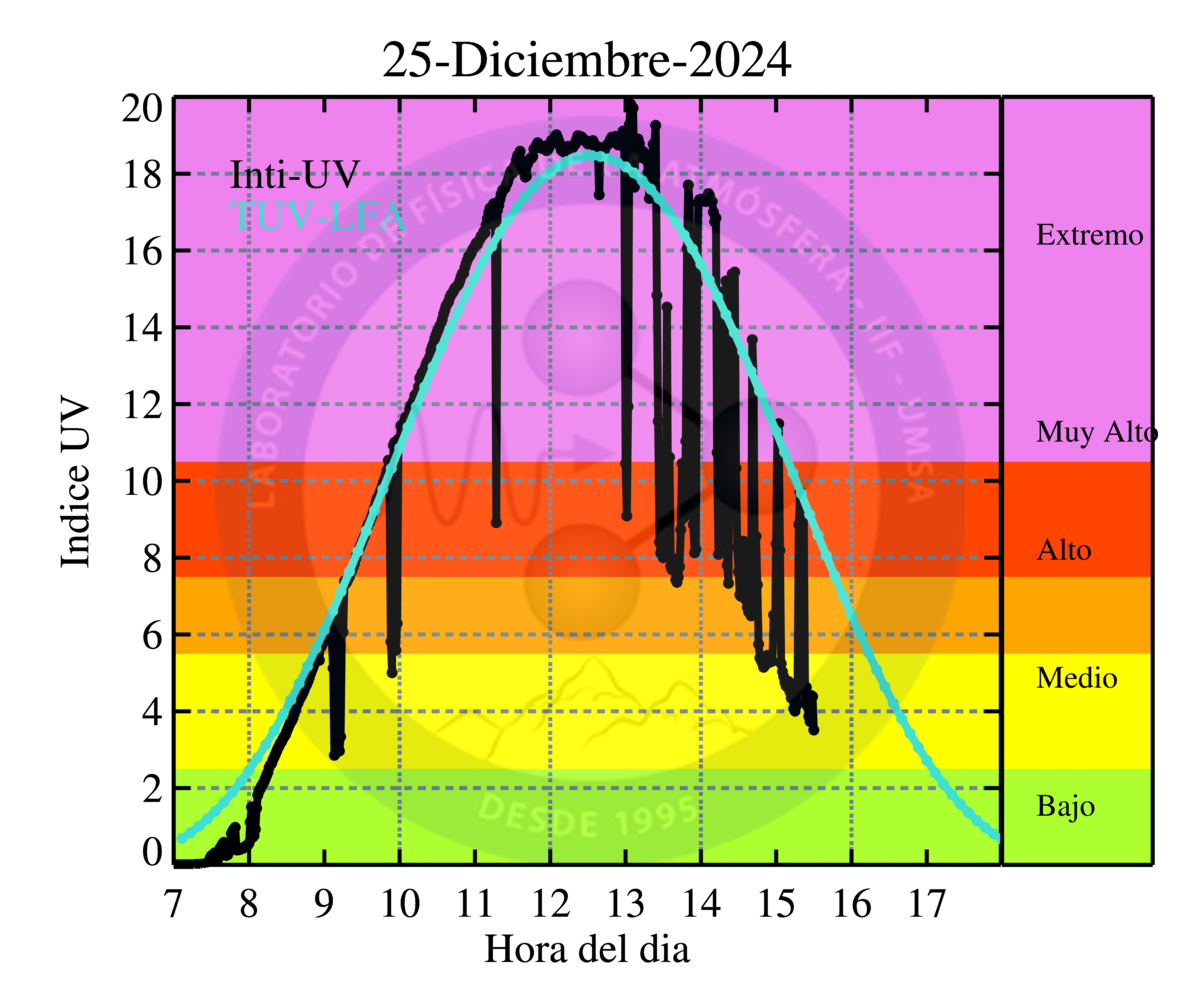 25-Diciembre-2024
Inti-UV
TUV-LFA
LABORATORIO DE FÍSICA DE LA ATMÓSFERA - IIF - UMSA
DESDE 1995
Indice UV
20
18
16
14
12
10
8
6
4
2
0
Extremo
Muy Alto
Alto
Medio
Bajo
7 8 9 10 11 12 13 14 15 16 17
Hora del dia